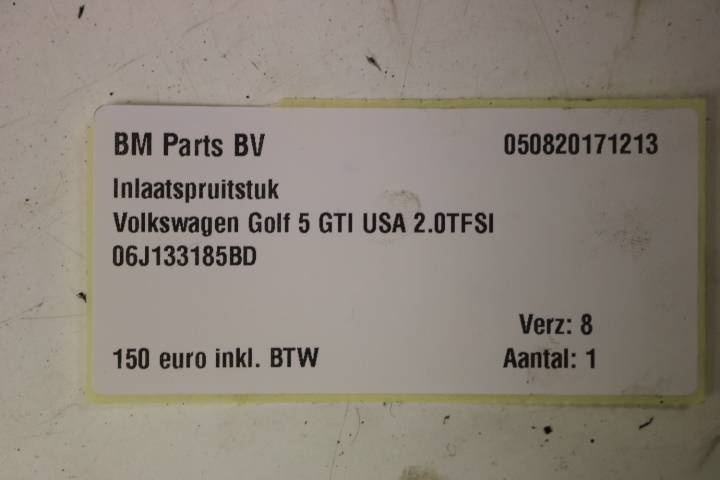 BM Parts BV 050820171213
Inlaatspruitstuk
Volkswagen Golf 5 GTI USA 2.0TFSI
06J133185BD
Verz: 8
150 euro inkl. BTW Aantal: 1